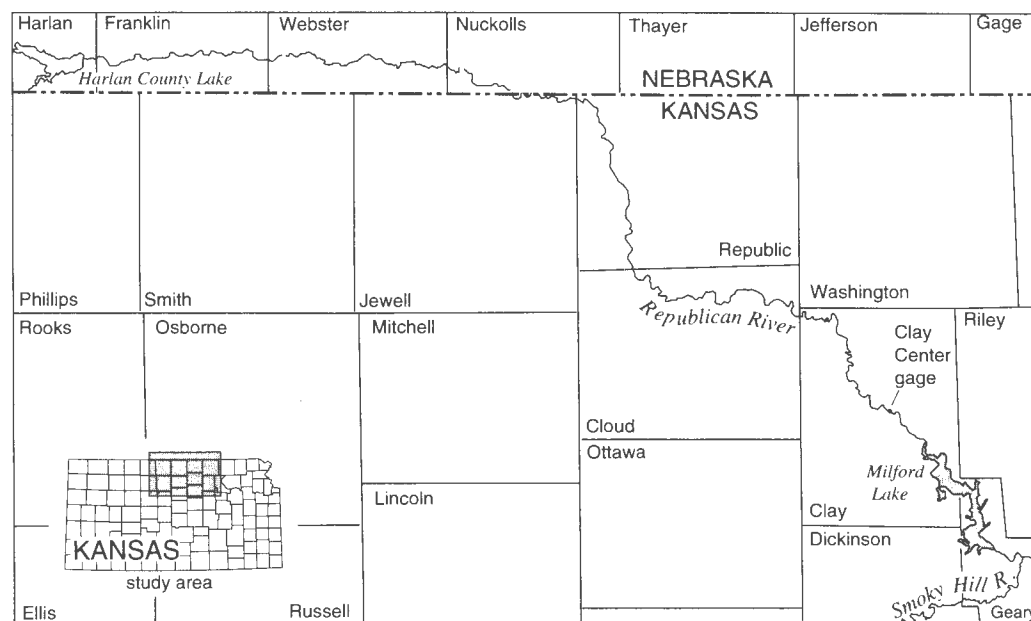 Harlan
Franklin
Webster
Nuckolls
Thayer
Jefferson
Gage
Harlan County Lake
NEBRASKA
KANSAS
Republic
Phillips
Smith
Jewell
Washington
Republican River
Rooks
Osborne
Mitchell
Riley
Clay
Center
gage
Cloud
Ottawa
Milford
Lake
Lincoln
Clay
Dickinson
KANSAS
study area
Smoky Hill R.
Ellis
Russell
Geary